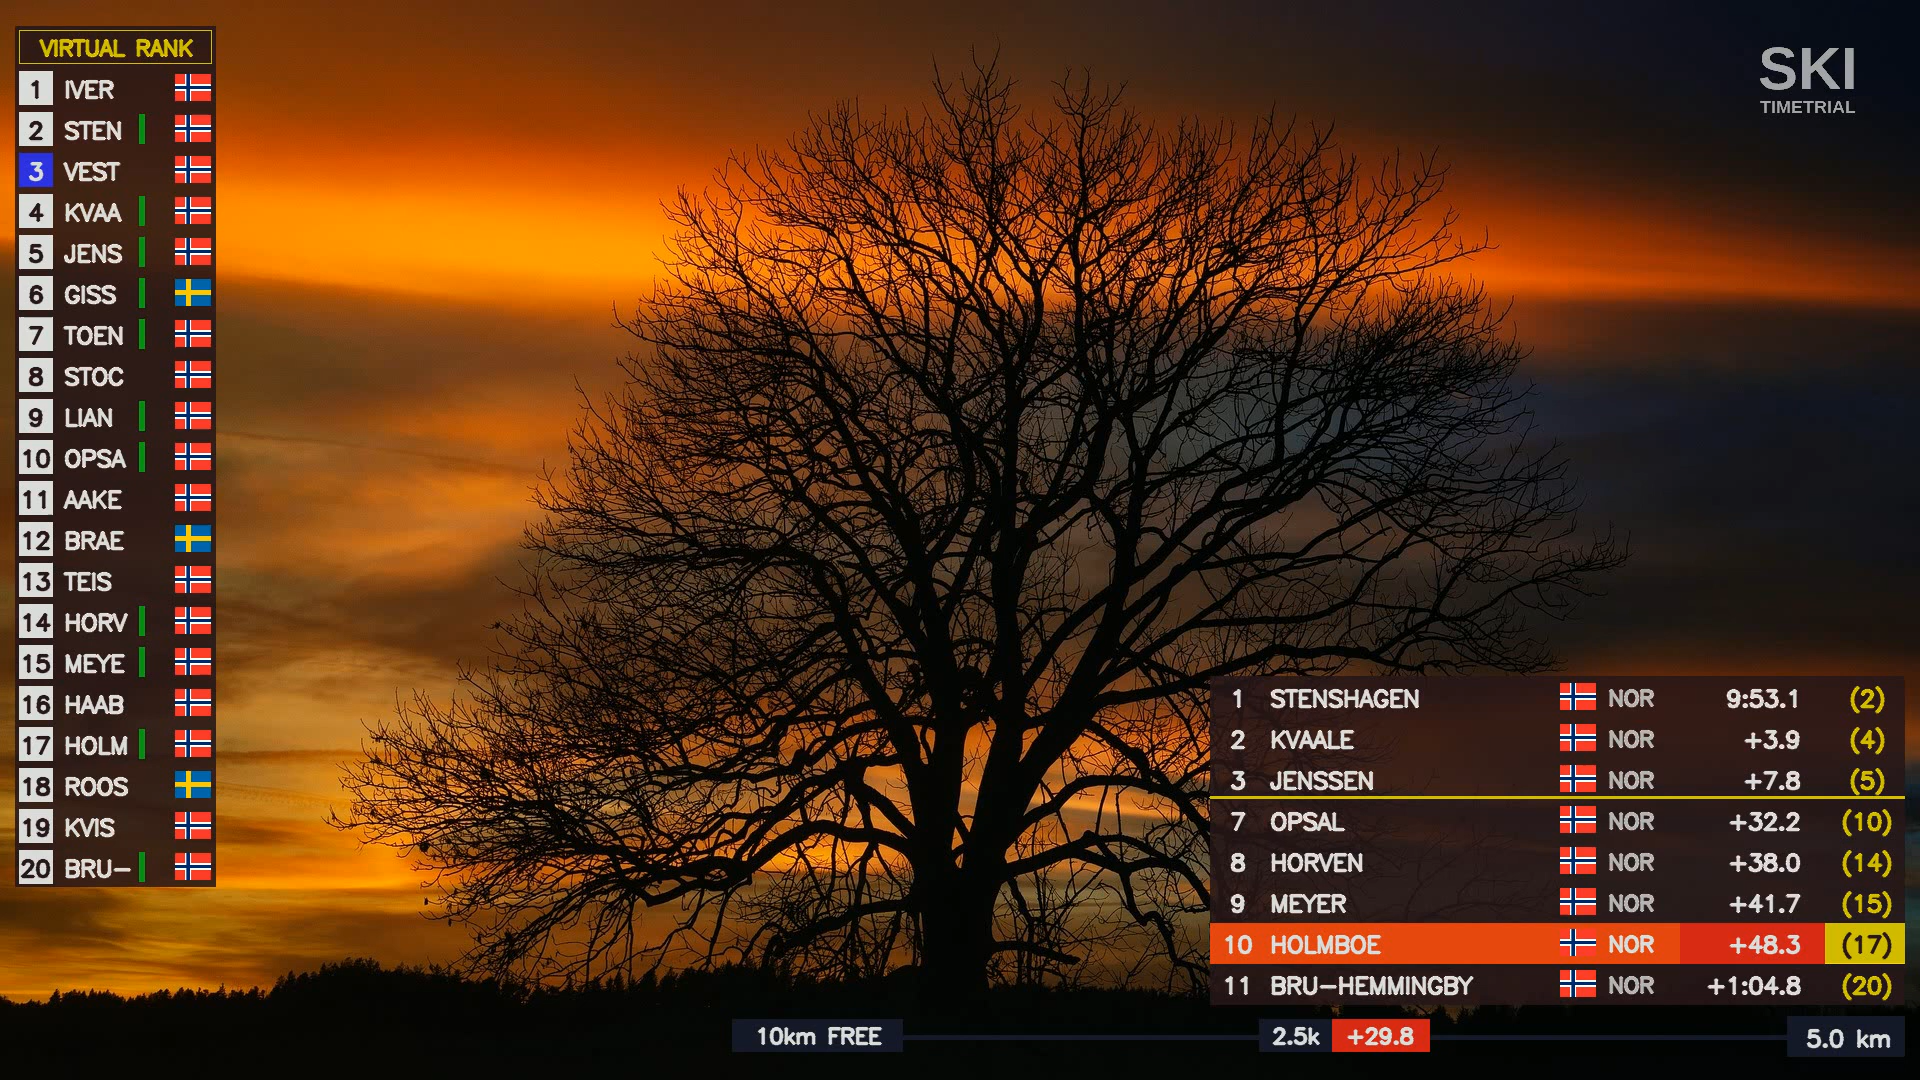 VIRTUAL RANK
1 IVER
2 STEN
3 VEST
4 KVAA
5 JENS
6 GISS
7 TOEN
8 STOC
9 LIAN
10 OPSA
11 AAKE
12 BRAE
13 TEIS
14 HORV
15 MEYE
16 HAAB
17 HOLM
18 ROOS
19 KVIS
20 BRU-
SKI
TIMETRIAL
1 STENSHAGEN NOR 9:53.1 (2)
2 KVAALE NOR +3.9 (4)
3 JENSSEN NOR +7.8 (5)
7 OPSAL NOR +32.2 (10)
8 HORVEN NOR +38.0 (14)
9 MEYER NOR +41.7 (15)
10 HOLMBOE NOR +48.3 (17)
11 BRU-HEMMINGBY NOR +1:04.8 (20)
10km FREE 2.5k +29.8 5.0 km